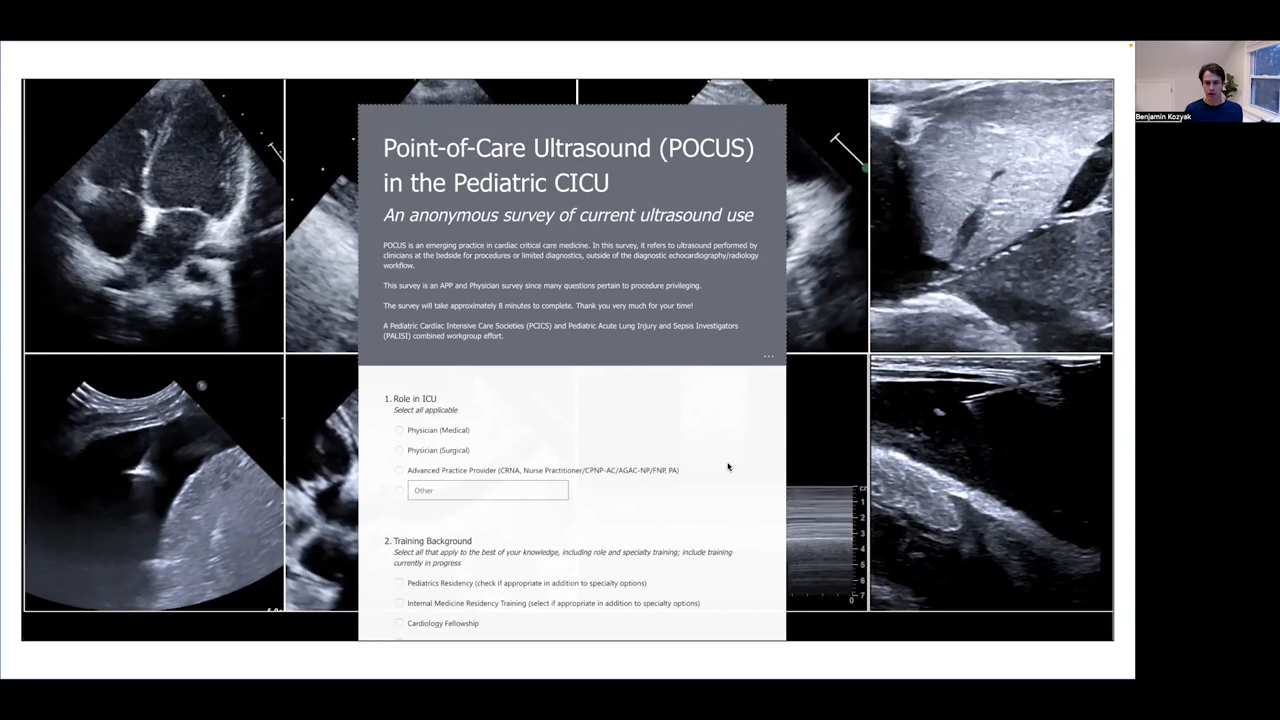 Point-of-Care Ultrasound (POCUS)
in the Pediatric CICU
An anonymous survey of current ultrasound use
POCUS is an emerging practice in cardiac critical care medicine. In this survey, it refers to ultrasound performed by
clinicians at the bedside for procedures or limited diagnostics, outside of the diagnostic echocardiography/radiology
workflow.
This survey is an APP and Physician survey since many questions pertain to procedure privileging.
The survey will take approximately 8 minutes to complete. Thank you very much for your time!
A Pediatric Cardiac Intensive Care Societies (PCICS) and Pediatric Acute Lung Injury and Sepsis Investigators
(PALISI) combined workgroup effort.
...
1. Role in ICU
Select all applicable
Physician (Medical)
Physician (Surgical)
Advanced Practice Provider (CRNA, Nurse Practitioner/CPNP-AC/AGAC-NP/FNP, PA)
Other
2. Training Background
Select all that apply to the best of your knowledge, including role and specialty training; include training
currently in progress
Pediatrics Residency (check if appropriate in addition to specialty options)
Internal Medicine Residency Training (select if appropriate in addition to specialty options)
Cardiology Fellowship
1
2
3
4
5
6
7
0
Benjamin Kozyak